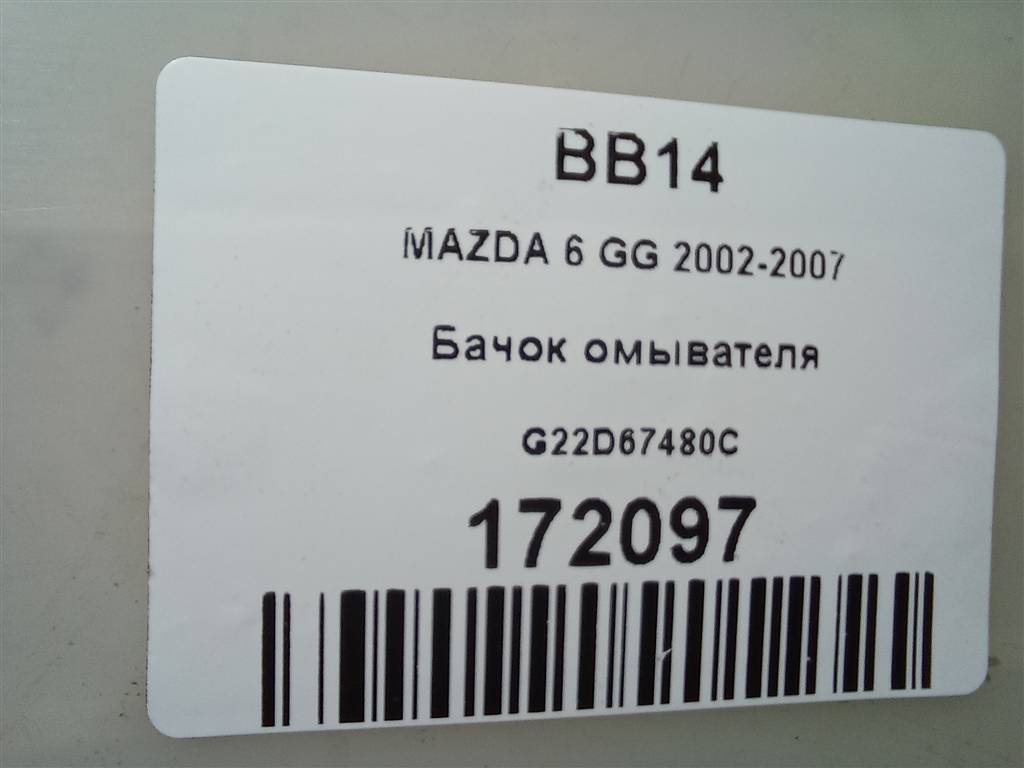 BB14
MAZDA 6 GG 2002-2007
Бачок омывателя
G22D67480C
172097